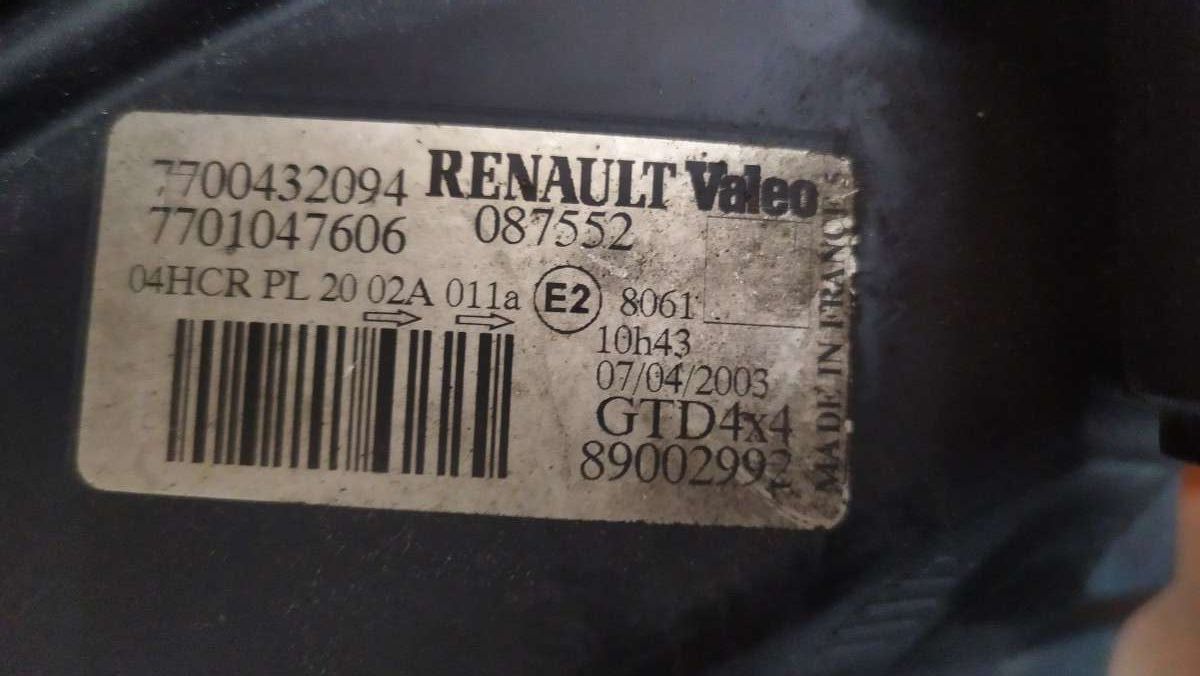 7700432094 RENAULT Valeo
7701047606 087552
04HCR PL 20 02A 011a E2 8061
10h43
07/04/2003
GTD4x4
89002992
MADE IN FRANCE